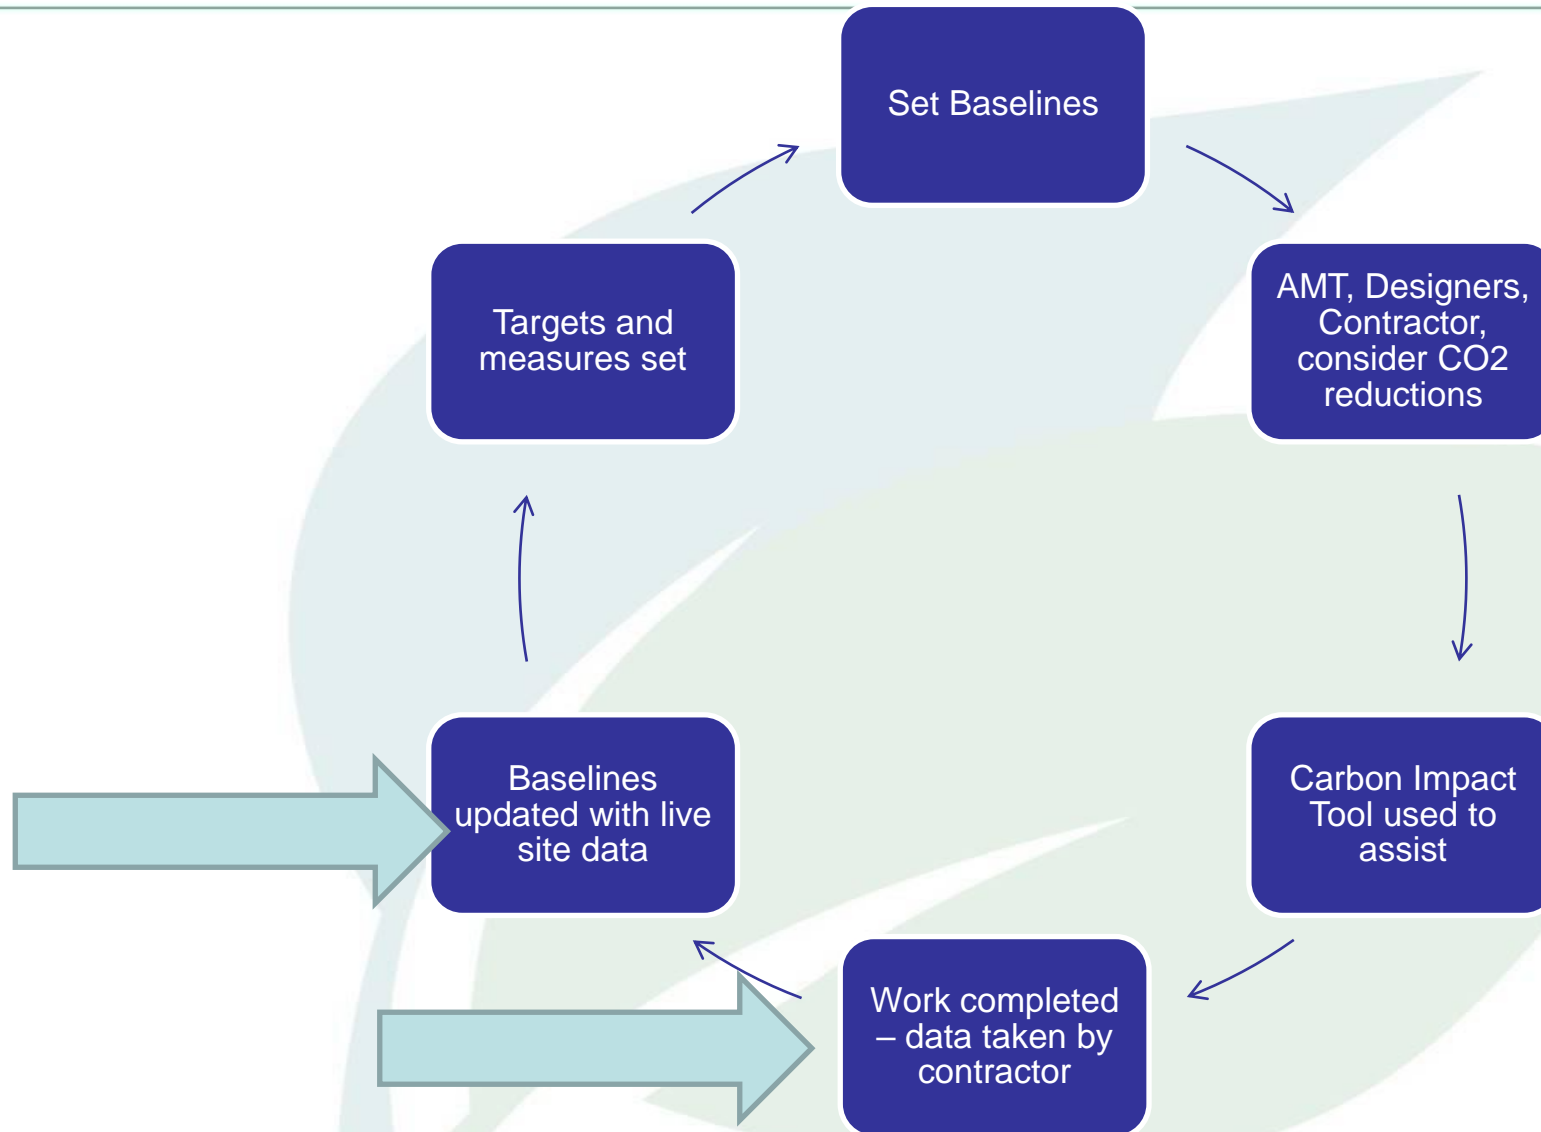 Set Baselines
AMT, Designers,
Contractor,
consider CO2
reductions
Carbon Impact
Tool used to
assist
Work completed
– data taken by
contractor
Baselines
updated with live
site data
Targets and
measures set